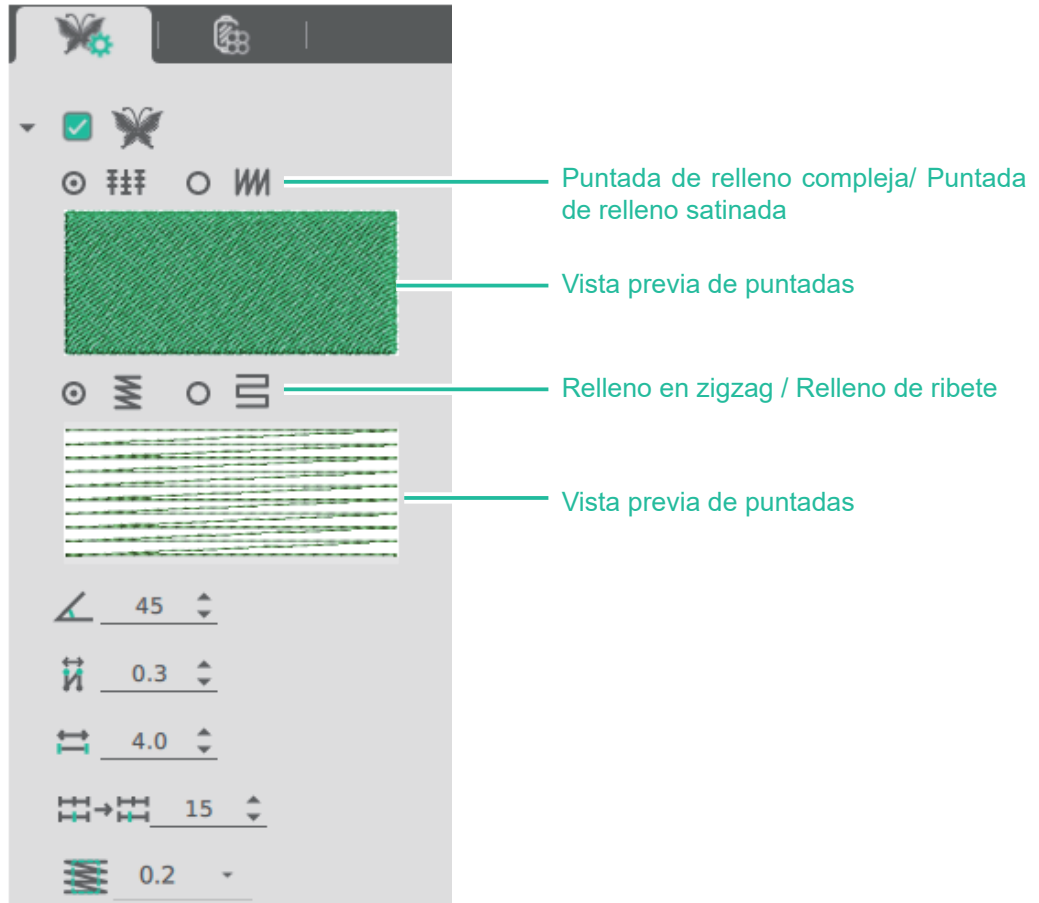 Puntada de relleno compleja/ Puntada
de relleno satinada
Vista previa de puntadas
Relleno en zigzag / Relleno de ribete
Vista previa de puntadas
45
0.3
4.0
15
0.2